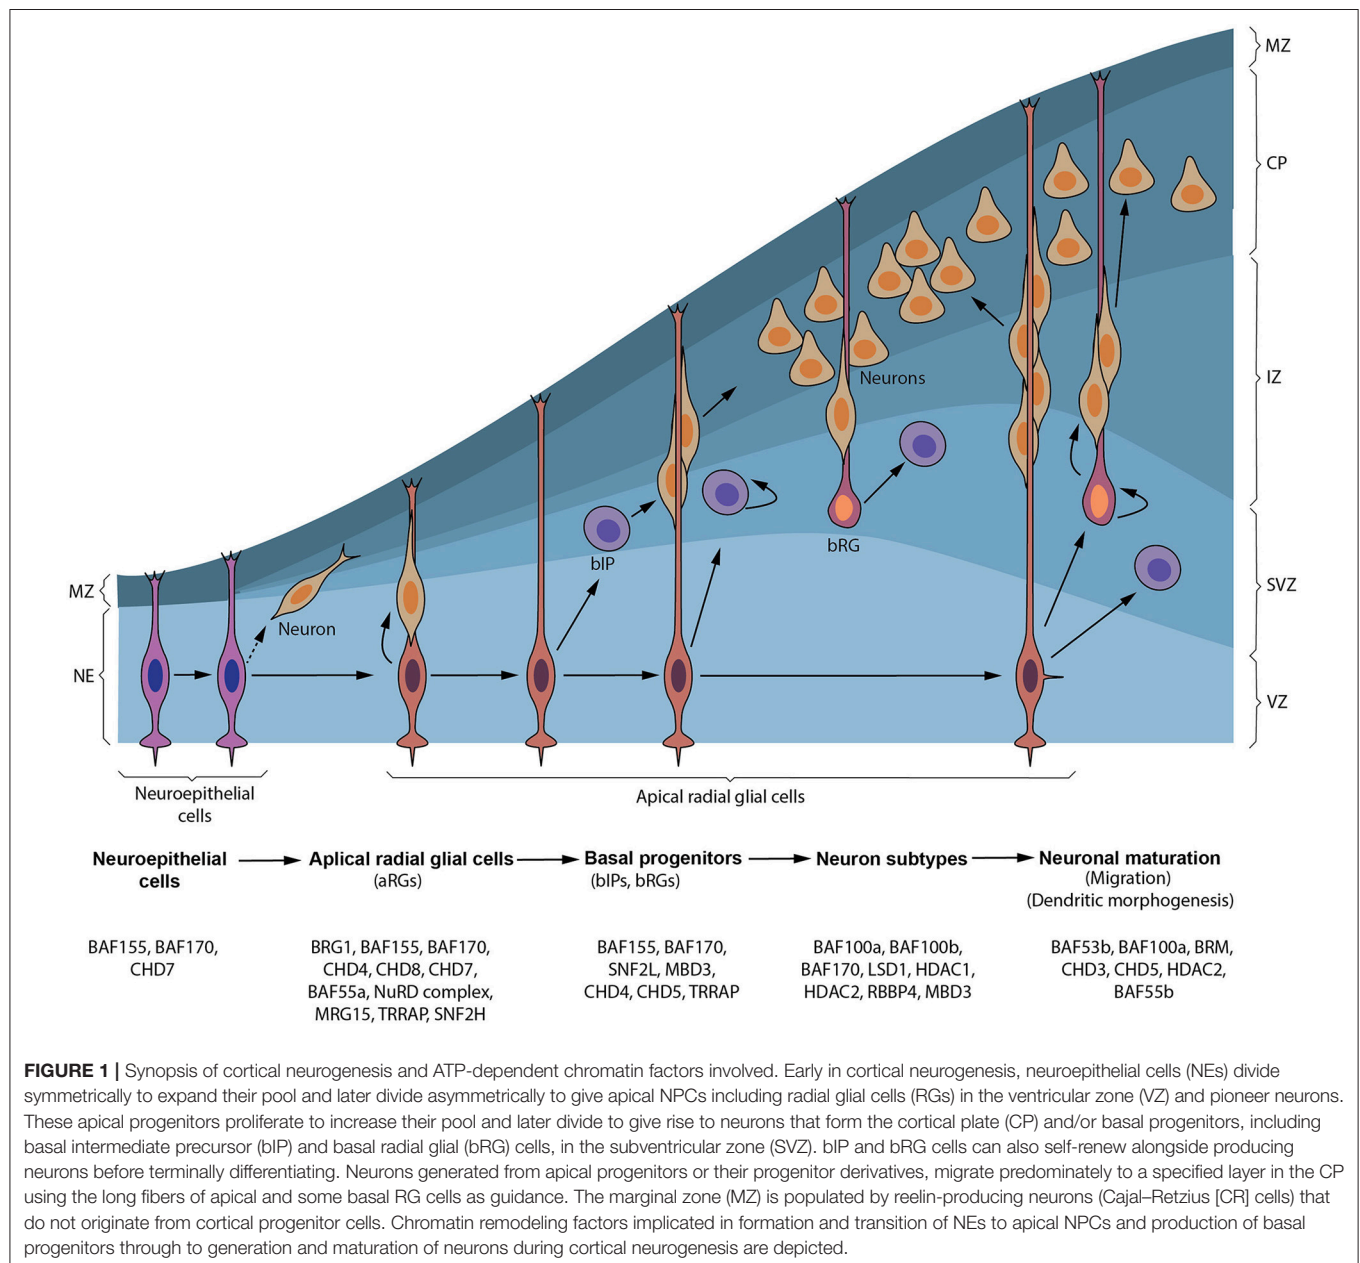 MZ
CP
IZ
SVZ
VZ
MZ
NE
Neuron
bIP
bRG
Neurons
Neuroepithelial
cells
Apical radial glial cells
Neuroepithelial
cells
Aplical radial glial cells
(aRGs)
Basal progenitors
(bIPs, bRGs)
Neuron subtypes
Neuronal maturation
(Migration)
(Dendritic morphogenesis)
BAF155, BAF170,
CHD7
BRG1, BAF155, BAF170,
CHD4, CHD8, CHD7,
BAF55a, NuRD complex,
MRG15, TRRAP, SNF2H
BAF155, BAF170,
SNF2L, MBD3,
CHD4, CHD5, TRRAP
BAF100a, BAF100b,
BAF170, LSD1, HDAC1,
HDAC2, RBBP4, MBD3
BAF53b, BAF100a, BRM,
CHD3, CHD5, HDAC2,
BAF55b
FIGURE 1 | Synopsis of cortical neurogenesis and ATP-dependent chromatin factors involved. Early in cortical neurogenesis, neuroepithelial cells (NEs) divide
symmetrically to expand their pool and later divide asymmetrically to give apical NPCs including radial glial cells (RGs) in the ventricular zone (VZ) and pioneer neurons.
These apical progenitors proliferate to increase their pool and later divide to give rise to neurons that form the cortical plate (CP) and/or basal progenitors, including
basal intermediate precursor (bIP) and basal radial glial (bRG) cells, in the subventricular zone (SVZ). bIP and bRG cells can also self-renew alongside producing
neurons before terminally differentiating. Neurons generated from apical progenitors or their progenitor derivatives, migrate predominately to a specified layer in the CP
using the long fibers of apical and some basal RG cells as guidance. The marginal zone (MZ) is populated by reelin-producing neurons (Cajal–Retzius [CR] cells) that
do not originate from cortical progenitor cells. Chromatin remodeling factors implicated in formation and transition of NEs to apical NPCs and production of basal
progenitors through to generation and maturation of neurons during cortical neurogenesis are depicted.